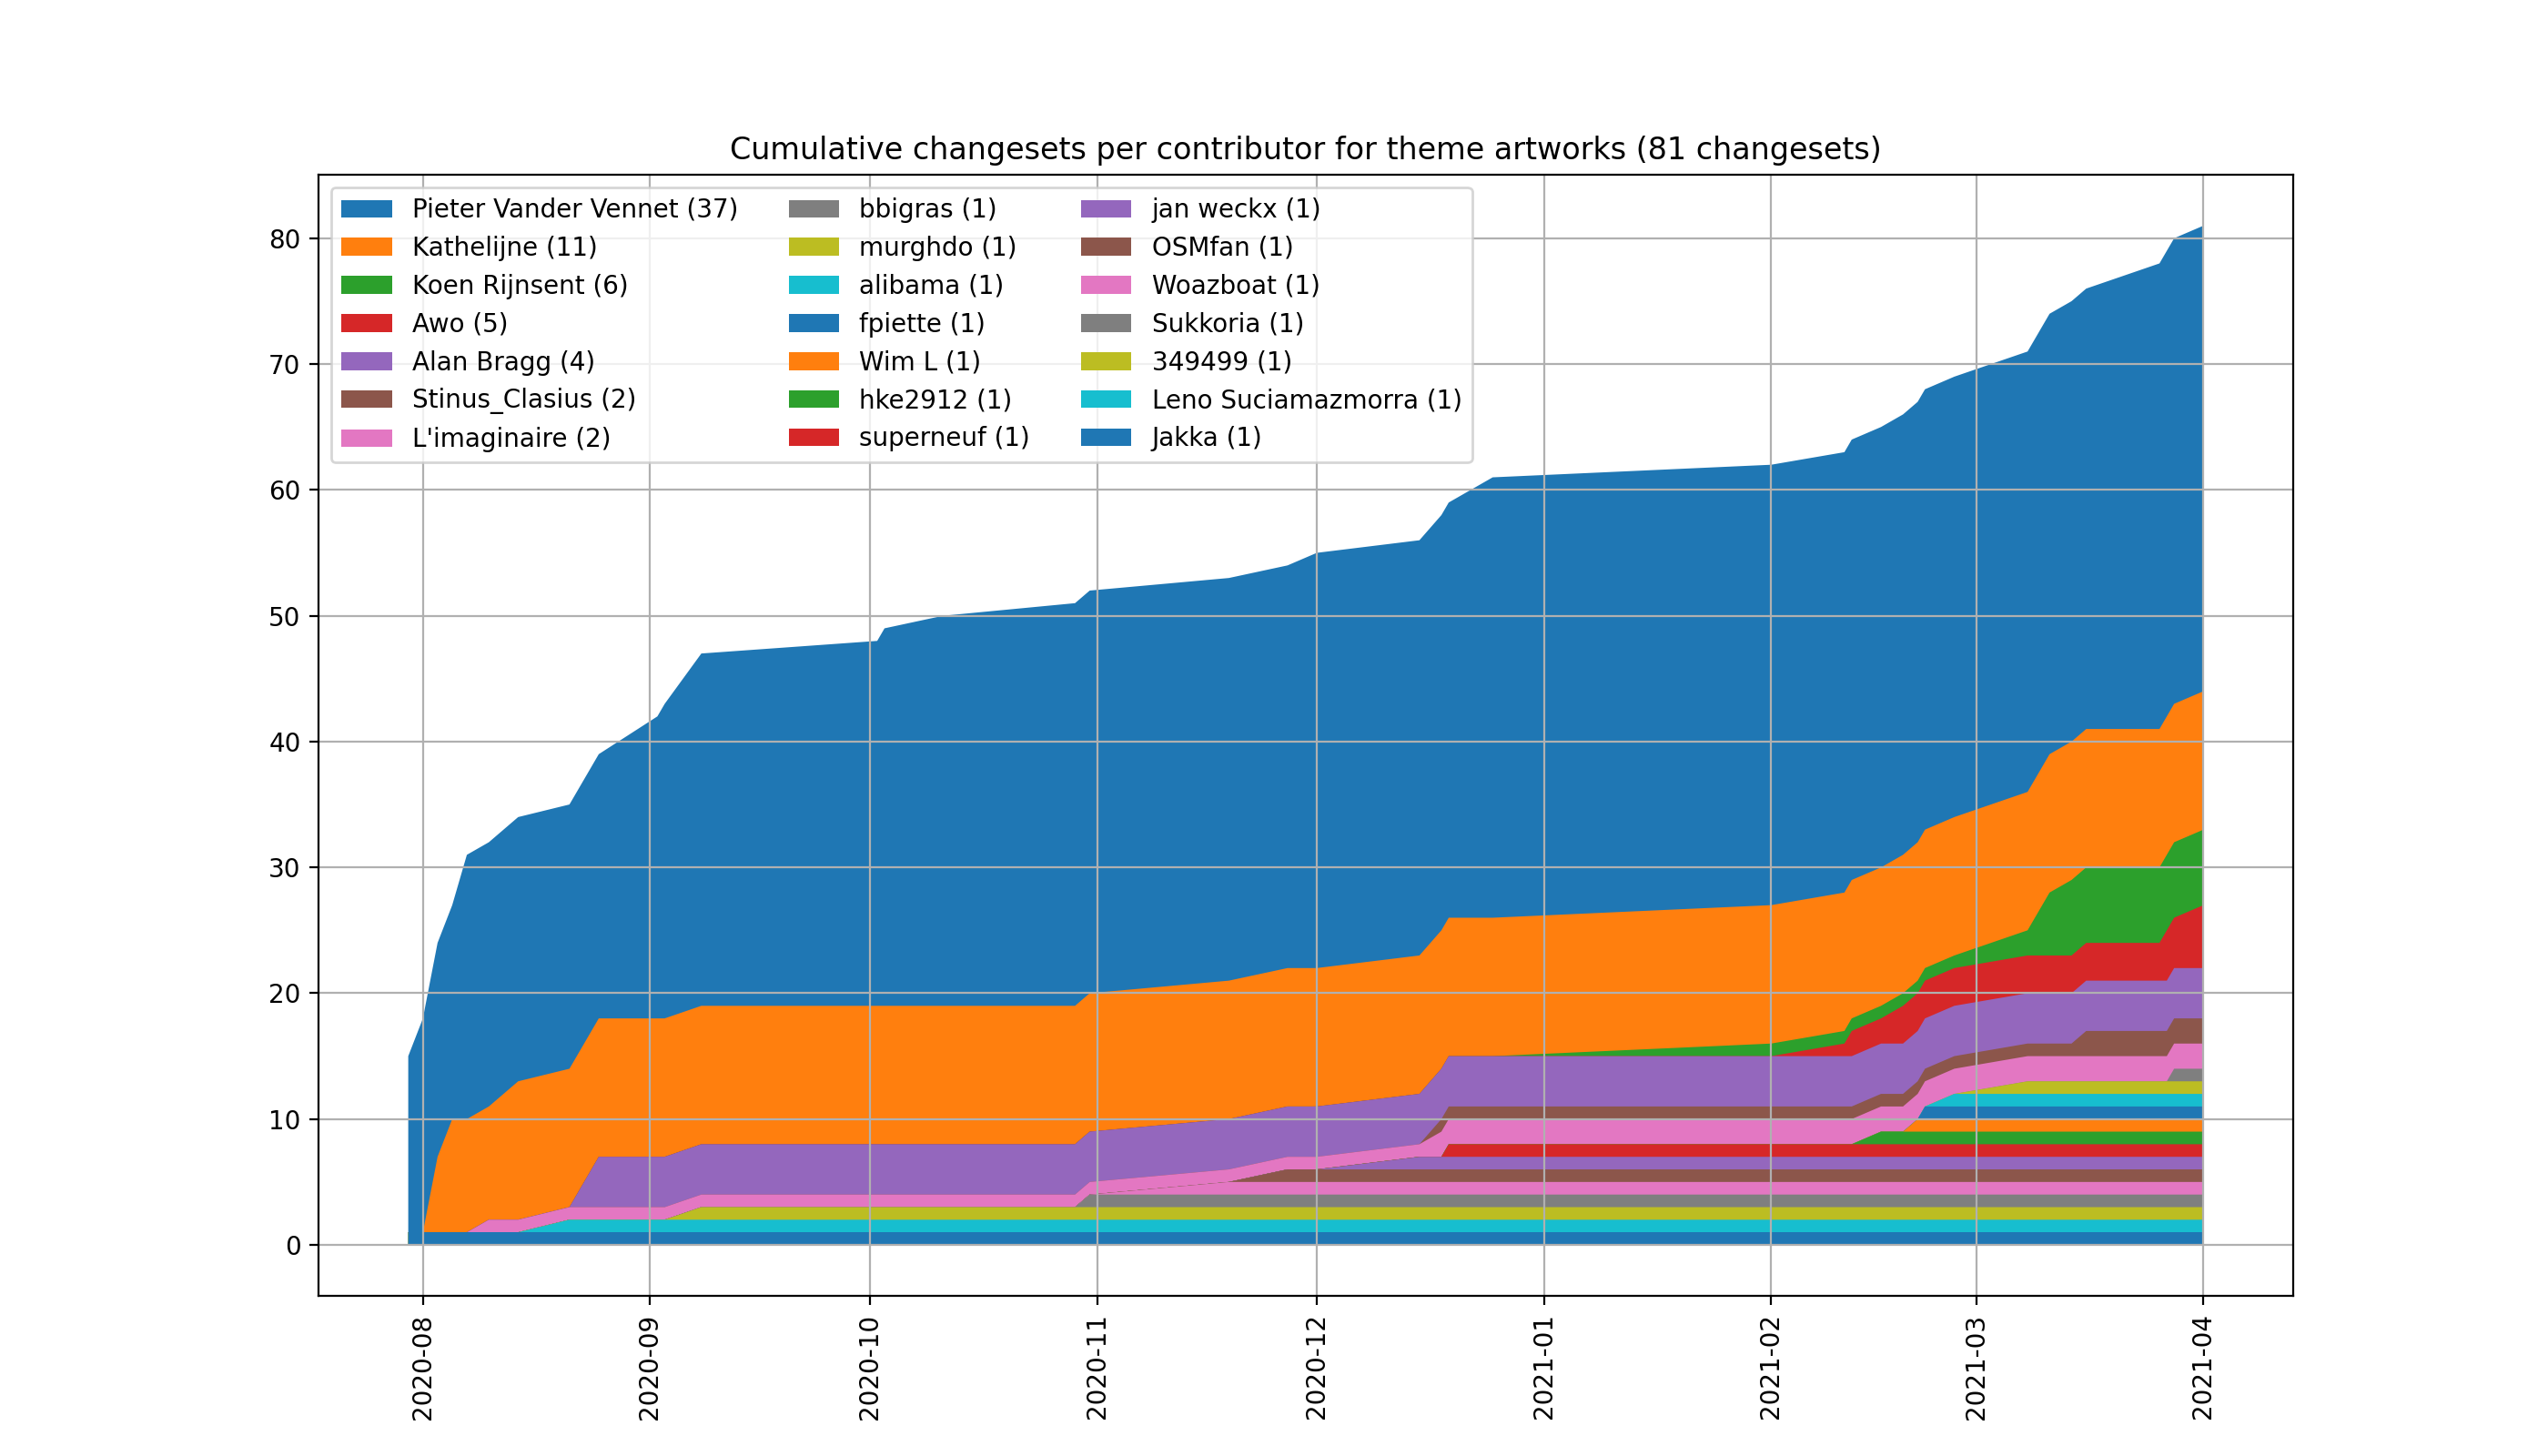 Cumulative changesets per contributor for theme artworks (81 changesets)
Pieter Vander Vennet (37)
Kathelijne (11)
Koen Rijnsent (6)
Awo (5)
Alan Bragg (4)
Stinus_Clasius (2)
L'imaginaire (2)
bbigras (1)
murghdo (1)
alibama (1)
fpiette (1)
Wim L (1)
hke2912 (1)
superneuf (1)
jan weckx (1)
OSMfan (1)
Woazboat (1)
Sukkoria (1)
349499 (1)
Leno Suciamazmorra (1)
Jakka (1)
80
70
60
50
40
30
20
10
0
2020-08
2020-09
2020-10
2020-11
2020-12
2021-01
2021-02
2021-03
2021-04